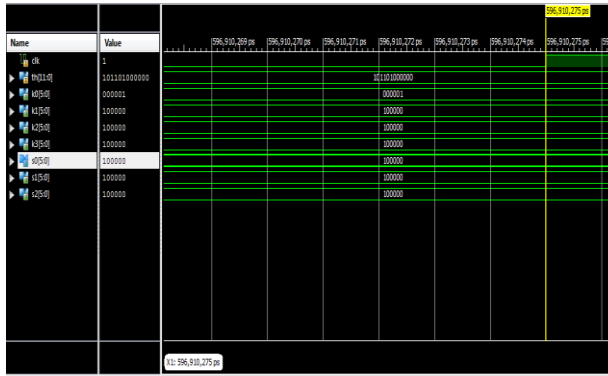 596,910,275 ps
Name Value 596,910,269 ps 596,910,270 ps 596,910,271 ps 596,910,272 ps 596,910,273 ps 596,910,274 ps 596,910,275 ps
clk 1
th[11:0] 101101000000 101101000000
k0[5:0] 000001 000001
k1[5:0] 100000 100000
k2[5:0] 100000 100000
k3[5:0] 100000 100000
s0[5:0] 100000 100000
s1[5:0] 100000 100000
s2[5:0] 100000 100000
X1: 596,910,275 ps